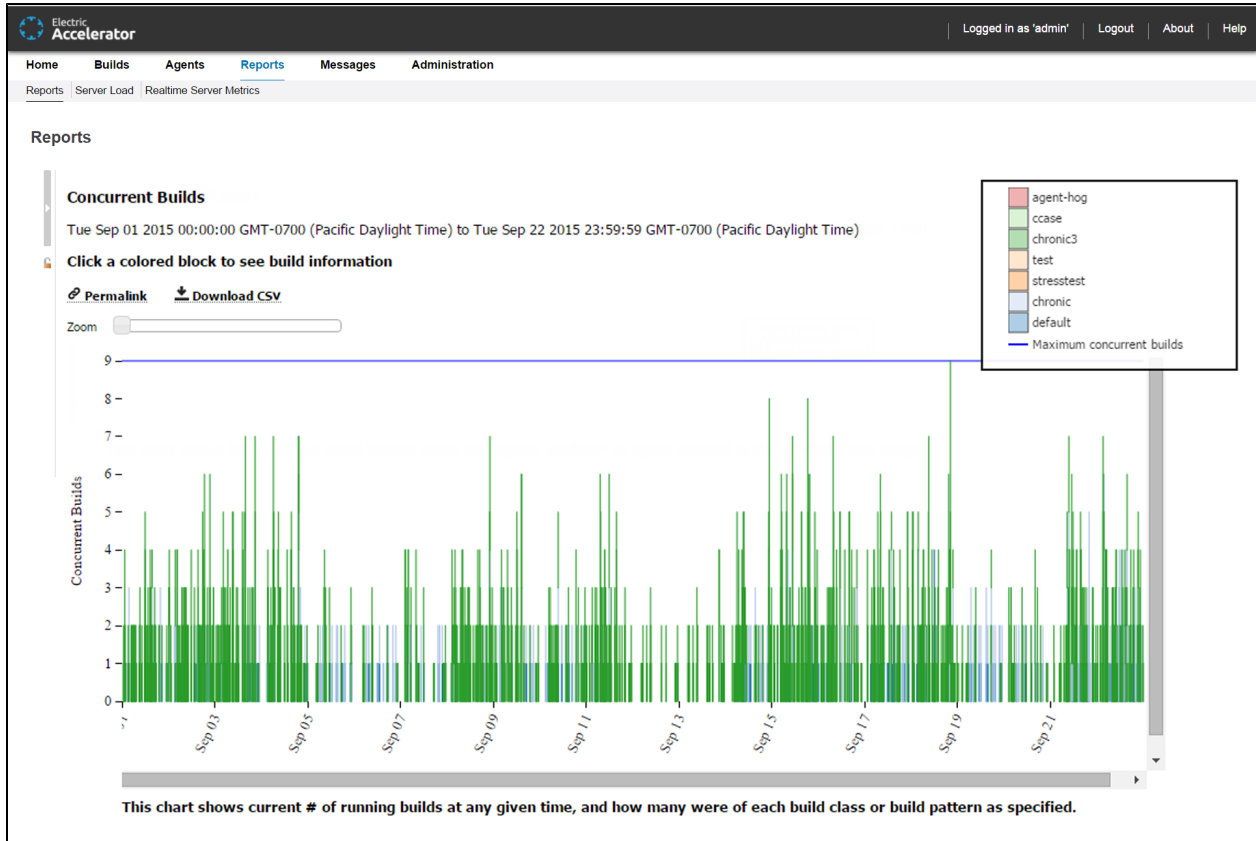 Electric
Accelerator
Logged in as 'admin'
Logout
About
Help
Home
Builds
Agents
Reports
Messages
Administration
Reports
Server Load
Realtime Server Metrics
Reports
Concurrent Builds
Tue Sep 01 2015 00:00:00 GMT-0700 (Pacific Daylight Time) to Tue Sep 22 2015 23:59:59 GMT-0700 (Pacific Daylight Time)
Click a colored block to see build information
Permalink
Download CSV
Zoom
agent-hog
ccase
chronic3
test
stresstest
chronic
default
Maximum concurrent builds
Concurrent Builds
9
8
7
6
5
4
3
2
1
0
Sep 03
Sep 05
Sep 07
Sep 09
Sep 11
Sep 13
Sep 15
Sep 17
Sep 19
Sep 21
This chart shows current # of running builds at any given time, and how many were of each build class or build pattern as specified.